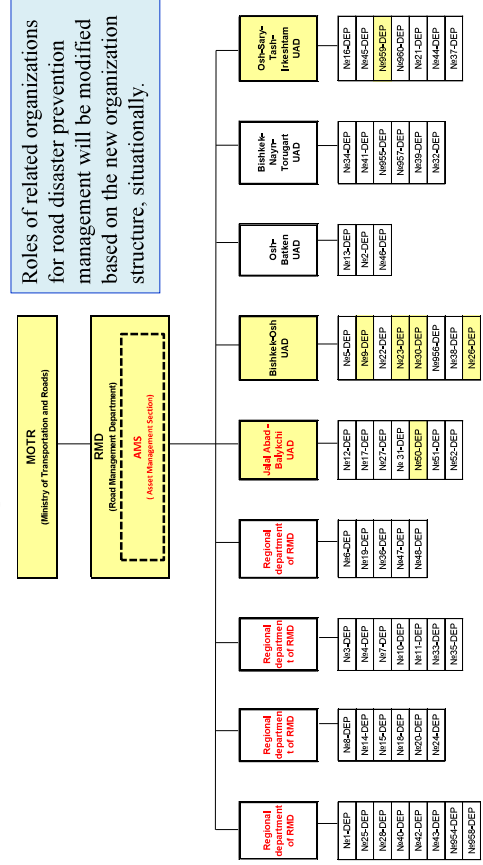 Roles of related organizations
for road disaster prevention
management will be modified
based on the new organization
structure, situationally.
MOTR
(Ministry of Transportation and Roads)
RMD
(Road Management Department)
AMS
( Asset Management Section)
Regional
department
of RMD
№1-DEP
№25-DEP
№28-DEP
№40-DEP
№42-DEP
№43-DEP
№954-DEP
№958-DEP
Regional
departmen
t of RMD
№8-DEP
№14-DEP
№15-DEP
№18-DEP
№20-DEP
№24-DEP
Regional
departmen
t of RMD
№3-DEP
№4-DEP
№7-DEP
№10-DEP
№11-DEP
№33-DEP
№35-DEP
Regional
department
of RMD
№6-DEP
№19-DEP
№36-DEP
№47-DEP
№48-DEP
Jalal Abad –
Balykchi
UAD
№12-DEP
№17-DEP
№27-DEP
№ 31-DEP
№50-DEP
№51-DEP
№52-DEP
Bishkek-Osh
UAD
№5-DEP
№9-DEP
№22-DEP
№23-DEP
№30-DEP
№956-DEP
№38-DEP
№26-DEP
Osh-
Batken
UAD
№13-DEP
№2-DEP
№46-DEP
Bishkek-
Nayn-
Torugart
UAD
№34-DEP
№41-DEP
№955-DEP
№957-DEP
№39-DEP
№32-DEP
Osh-Sary-
Tash-
Irkeshtam
UAD
№16-DEP
№45-DEP
№959-DEP
№960-DEP
№21-DEP
№44-DEP
№37-DEP